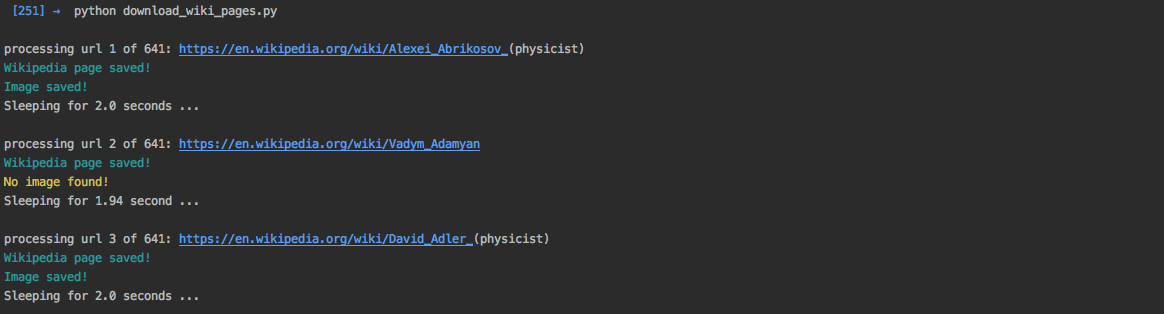 [251] → python download_wiki_pages.py
processing url 1 of 641: https://en.wikipedia.org/wiki/Alexei_Abrikosov_(physicist)
Wikipedia page saved!
Image saved!
Sleeping for 2.0 seconds ...
processing url 2 of 641: https://en.wikipedia.org/wiki/Vadym_Adamyan
Wikipedia page saved!
No image found!
Sleeping for 1.94 second ...
processing url 3 of 641: https://en.wikipedia.org/wiki/David_Adler_(physicist)
Wikipedia page saved!
Image saved!
Sleeping for 2.0 seconds ...